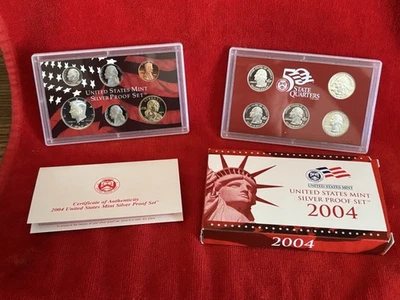 UNITED STATES MINT
SILVER PROOF SET
50
STATE
QUARTERS
Certificate of Authenticity
2004 United States Mint Silver Proof Set
UNITED STATES MINT
UNITED STATES MINT
SILVER PROOF SET
2004
2004